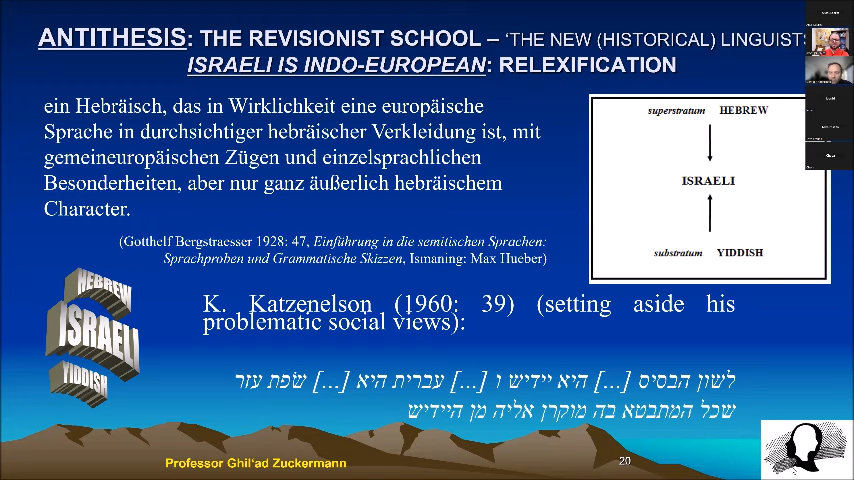 ANTITHESIS: THE REVISIONIST SCHOOL – ‘THE NEW (HISTORICAL) LINGUISTS
ISRAELI IS INDO-EUROPEAN: RELEXIFICATION
ein Hebräisch, das in Wirklichkeit eine europäische
Sprache in durchsichtiger hebräischer Verkleidung ist, mit
gemeineuropäischen Zügen und einzelsprachlichen
Besonderheiten, aber nur ganz äußerlich hebräischem
Character.
(Gotthelf Bergstraesser 1928: 47, Einführung in die semitischen Sprachen:
Sprachproben und Grammatische Skizzen, Ismaning: Max Hueber)
superstratum HEBREW
ISRAELI
substratum YIDDISH
HEBREW
ISRAELI
YIDDISH
K. Katzenelson (1960: 39) (setting aside his
problematic social views):
לשון הבסיס [...] היא יידיש ו [...] עברית היא [...] שׂפת עזר
שכל המתבטא בה מוקרן אליה מן היידיש
Professor Ghil‘ad Zuckermann
20